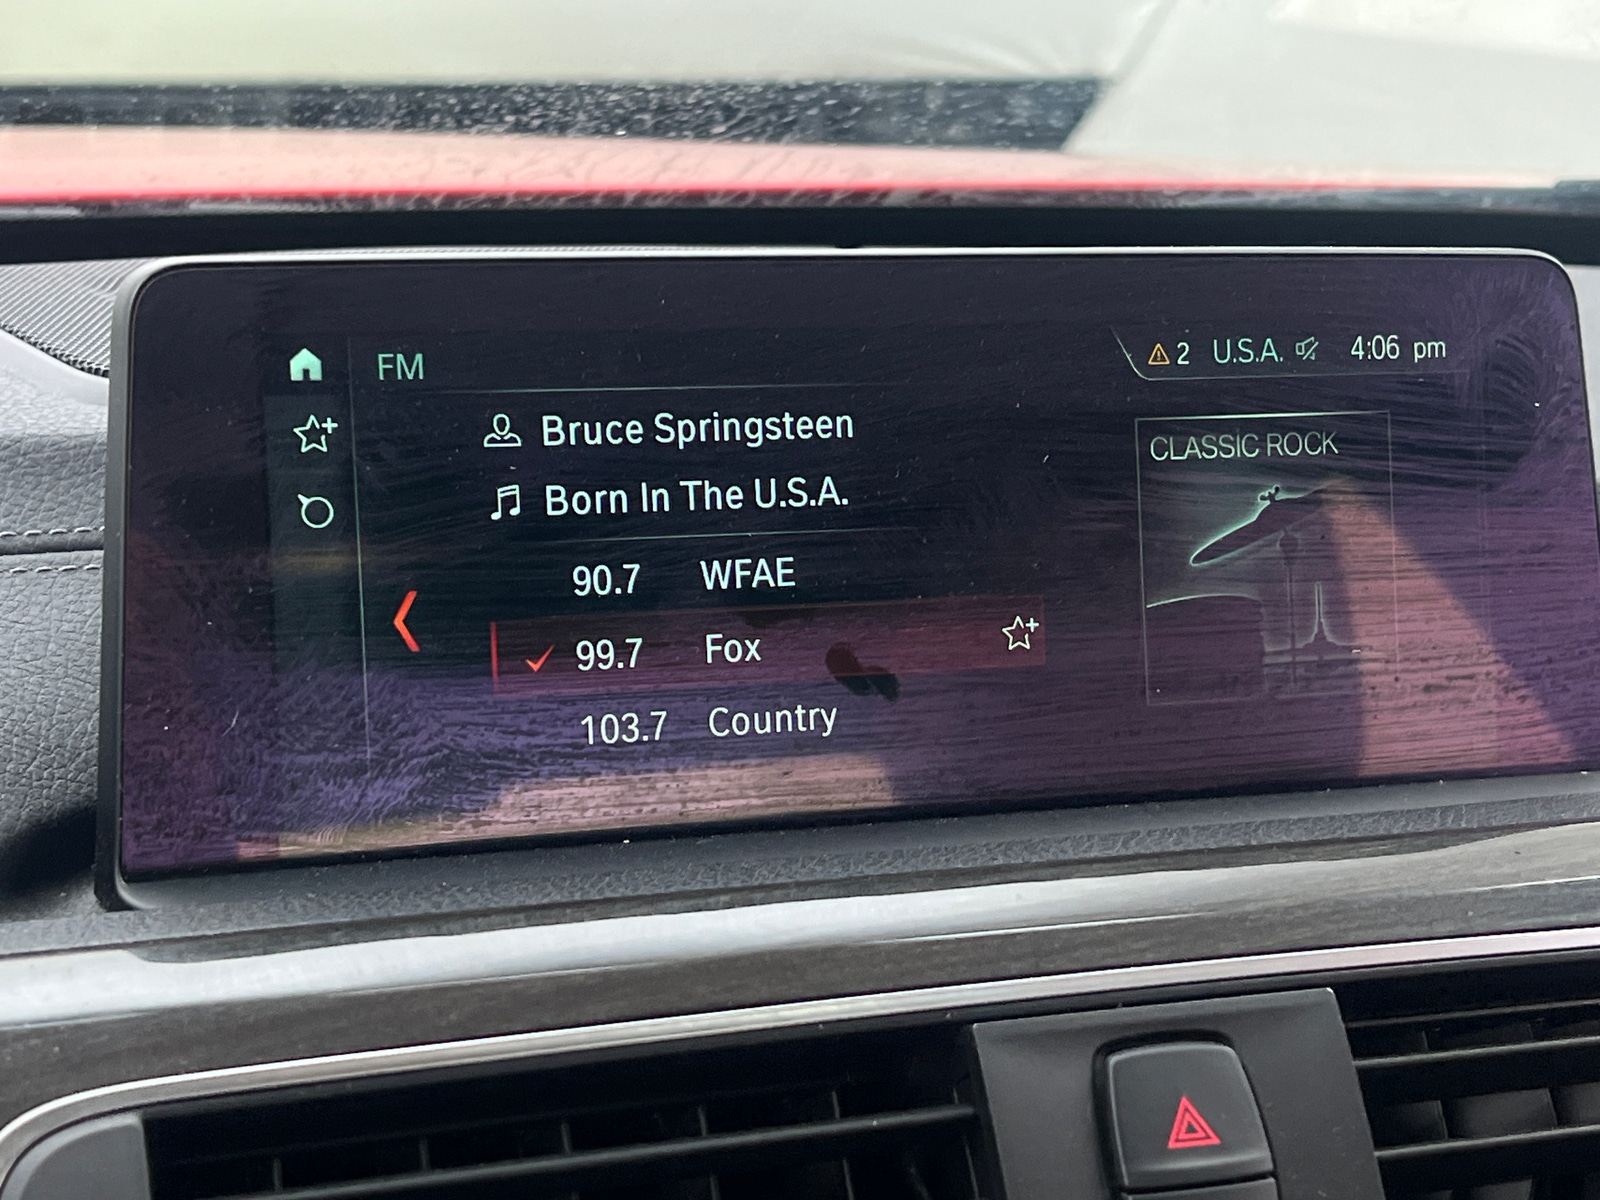 FM
2 U.S.A. 4:06 pm
Bruce Springsteen
Born In The U.S.A.
90.7 WFAE
99.7 Fox
103.7 Country
CLASSIC ROCK